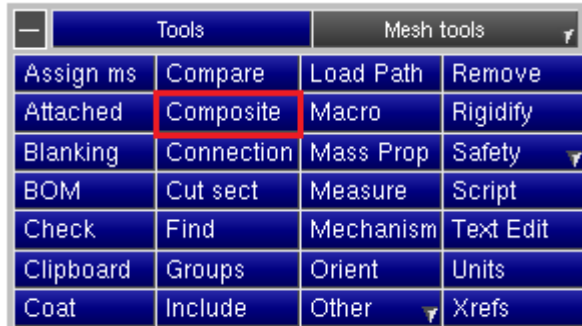 Tools Mesh tools
Assign ms Compare Load Path Remove
Attached Composite Macro Rigidify
Blanking Connection Mass Prop Safety
BOM Cut sect Measure Script
Check Find Mechanism Text Edit
Clipboard Groups Orient Units
Coat Include Other Xrefs